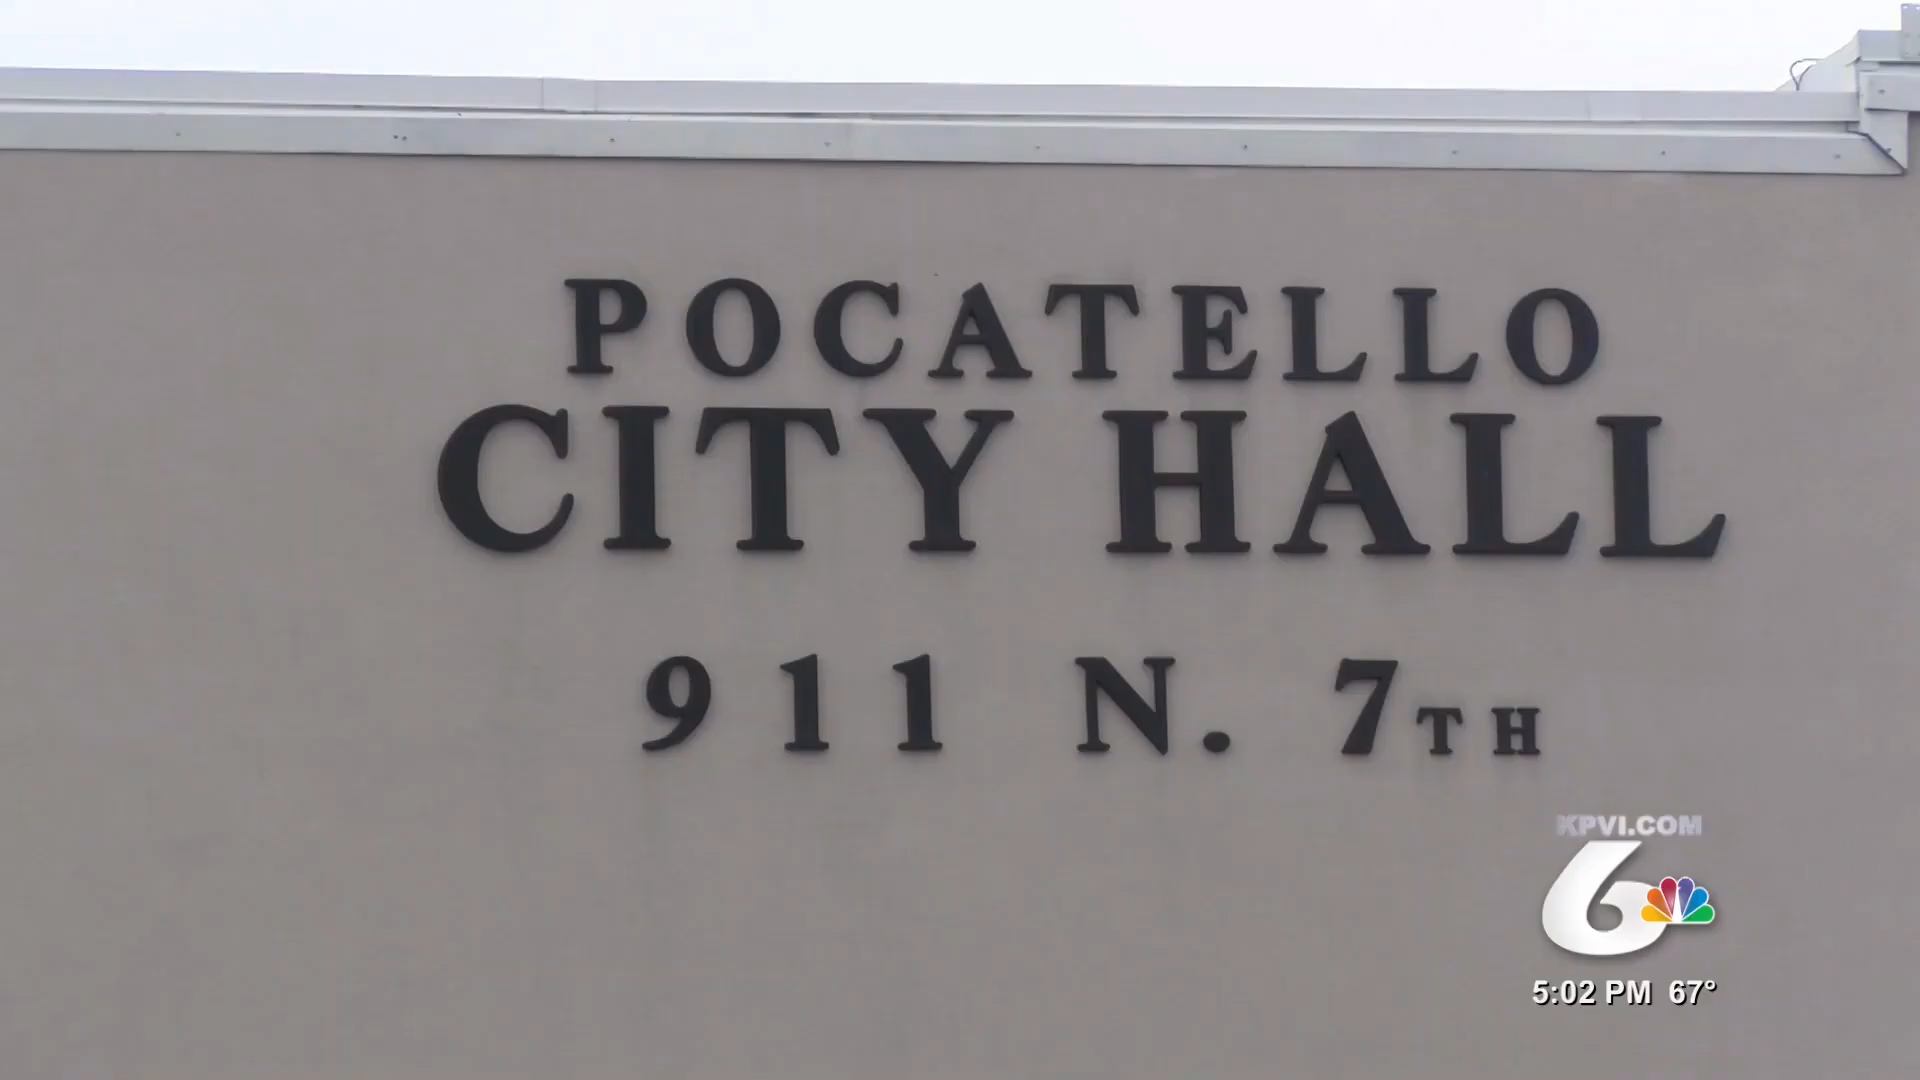 POCATELLO
CITY HALL
911 N. 7TH
KPVI.COM
6
5:02 PM 67°